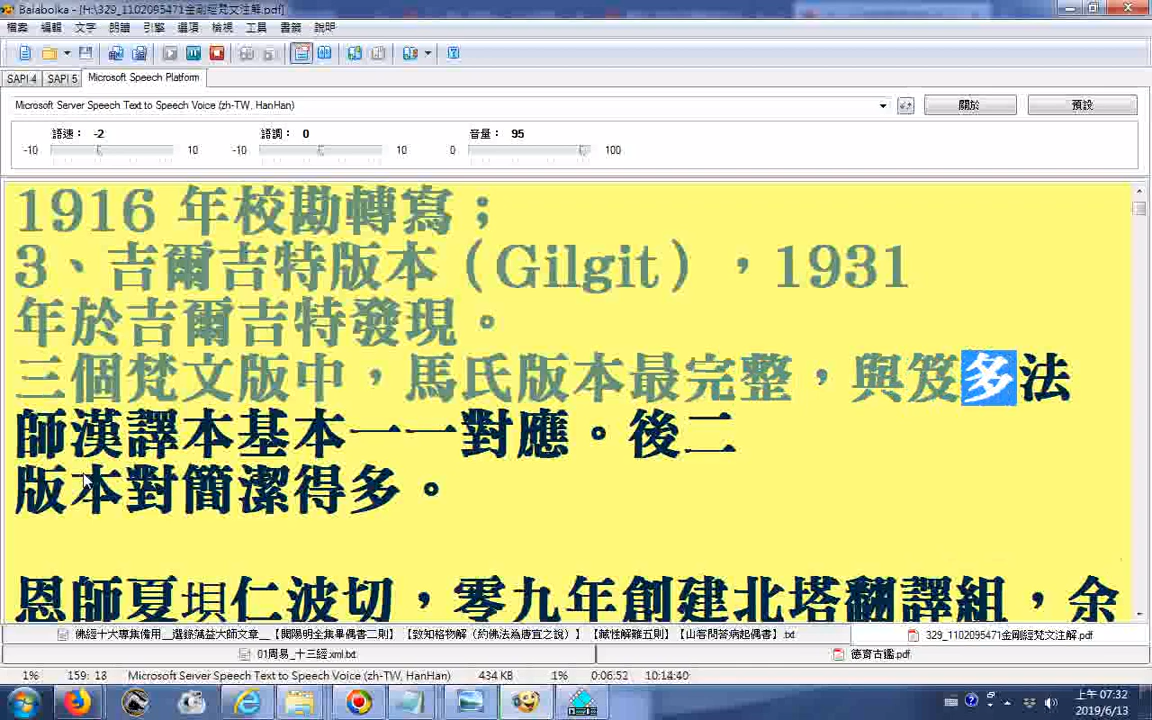 Balabolka - [H:\329_1102095471金剛經梵文注解.pdf]
檔案 編輯 文字 朗讀 引擎 選項 檢視 工具 書籤 說明
SAPI 4 SAPI 5 Microsoft Speech Platform
Microsoft Server Speech Text to Speech Voice (zh-TW, HanHan) 關於 預設
語速： -2 語調： 0 音量： 95
-10 10 -10 10 0 100
1916 年校勘轉寫；
3、吉爾吉特版本（Gilgit），1931
年於吉爾吉特發現。
三個梵文版中，馬氏版本最完整，與笈多法
師漢譯本基本一一對應。後二
版本對簡潔得多。
恩師夏垻仁波切，零九年創建北塔翻譯組，余
佛經十大專集備用__選錄蕅益大師文章__【閱陽明全集畢偶書二則】【致知格物解（約佛法為唐宜之說）】【緘性解難五則】【山客問答病起偶書】.txt 329_1102095471金剛經梵文注解.pdf
01周易_十三經.xml.txt 德育古鑑.pdf
1% 159: 18 Microsoft Server Speech Text to Speech Voice (zh-TW, HanHan) 434 KB 1% 0:06:52 10:14:40
上午 07:32
2019/6/13